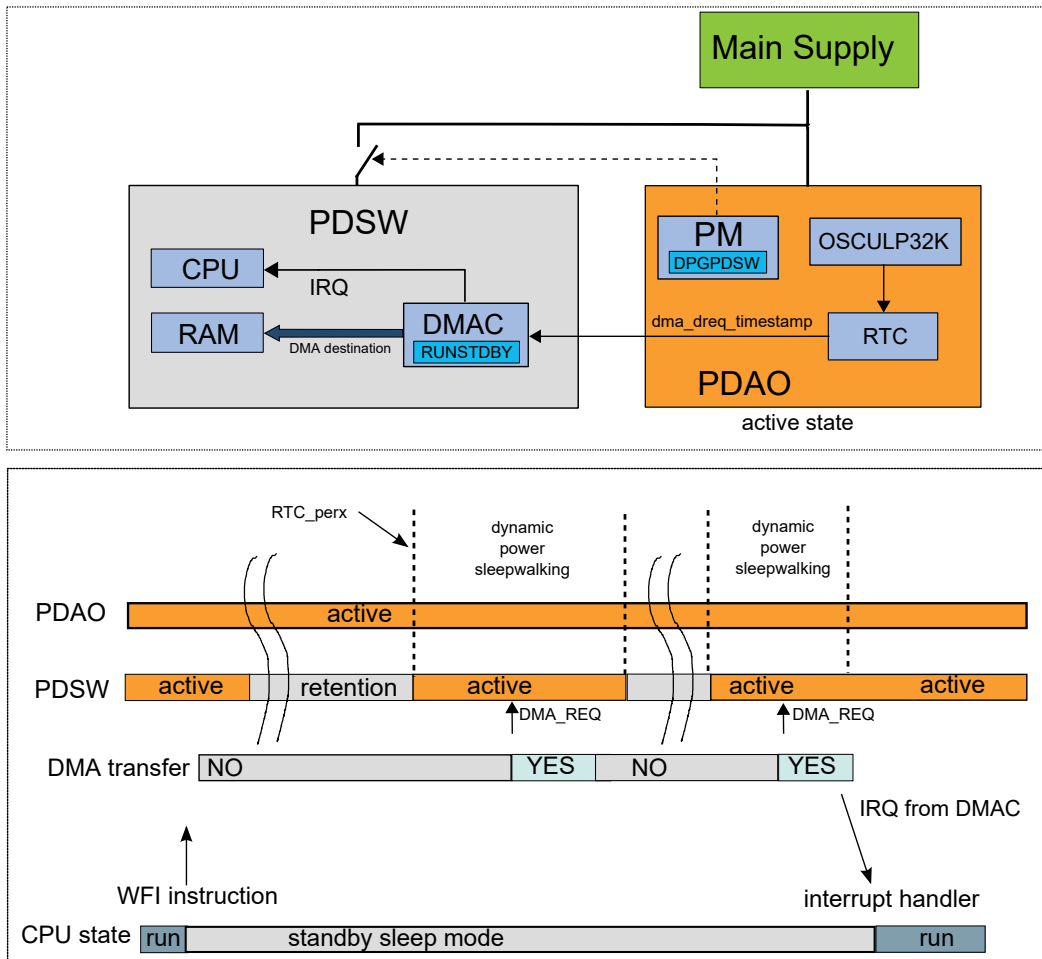 Main Supply
PDSW
PM
DPGPDSW
OSCULP32K
CPU
IRQ
RAM
DMA destination
DMAC
RUNSTDBY
dma_dreq_timestamp
RTC
PDAO
active state
RTC_perx
dynamic
power
sleepwalking
dynamic
power
sleepwalking
PDAO
active
PDSW
active
retention
active
active
active
DMA_REQ
DMA_REQ
DMA transfer
NO
YES
NO
YES
IRQ from DMAC
WFI instruction
interrupt handler
CPU state
run
standby sleep mode
run